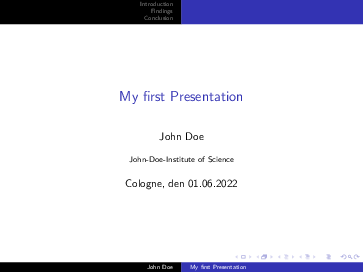 Introduction
Findings
Conclusion
My first Presentation
John Doe
John-Doe-Institute of Science
Cologne, den 01.06.2022
John Doe My first Presentation